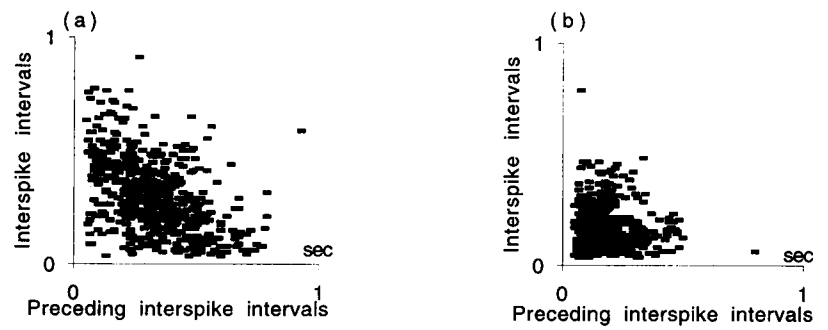 (a)
1
Interspike intervals
0
sec
0
1
Preceding interspike intervals
(b)
1
Interspike intervals
0
sec
0
1
Preceding interspike intervals